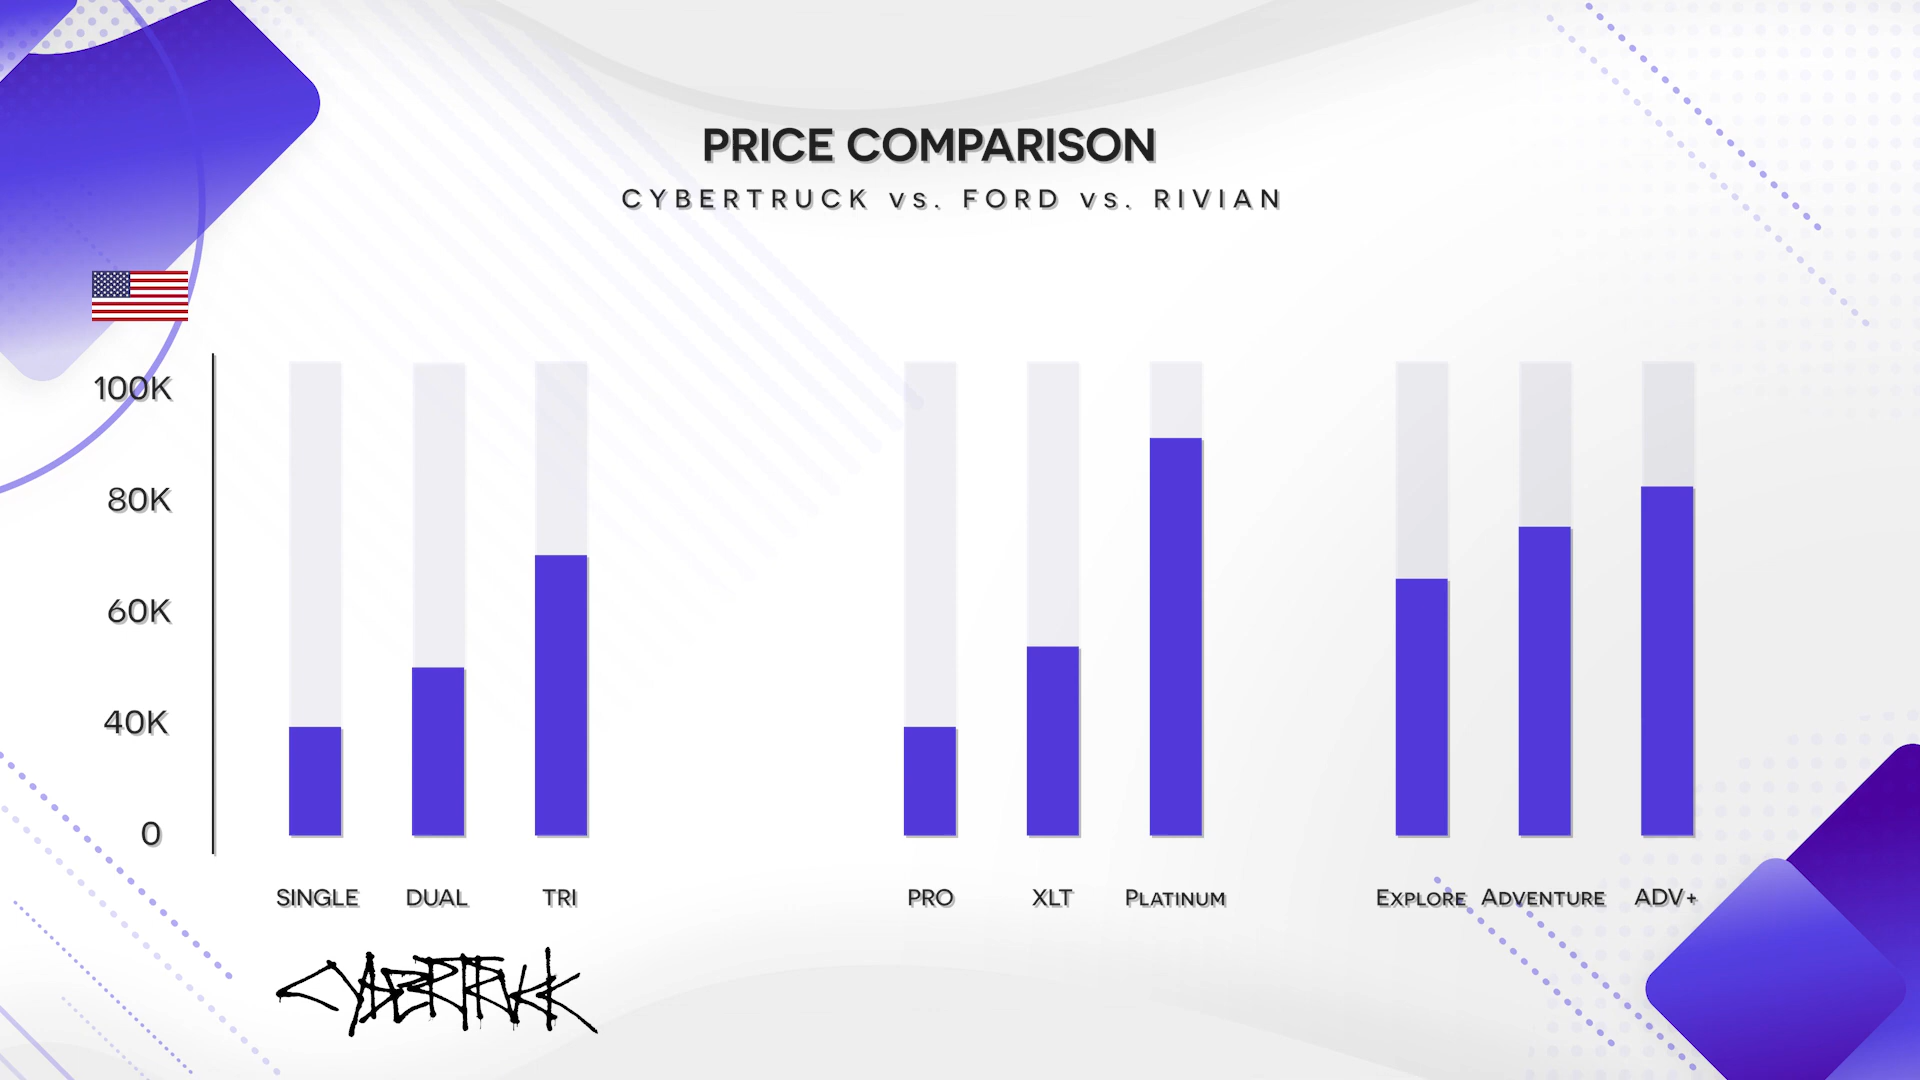 PRICE COMPARISON
CYBERTRUCK vs. FORD vs. RIVIAN
100K
80K
60K
40K
0
SINGLE DUAL TRI PRO XLT PLATINUM EXPLORE ADVENTURE ADV+
CYBERTRUCK